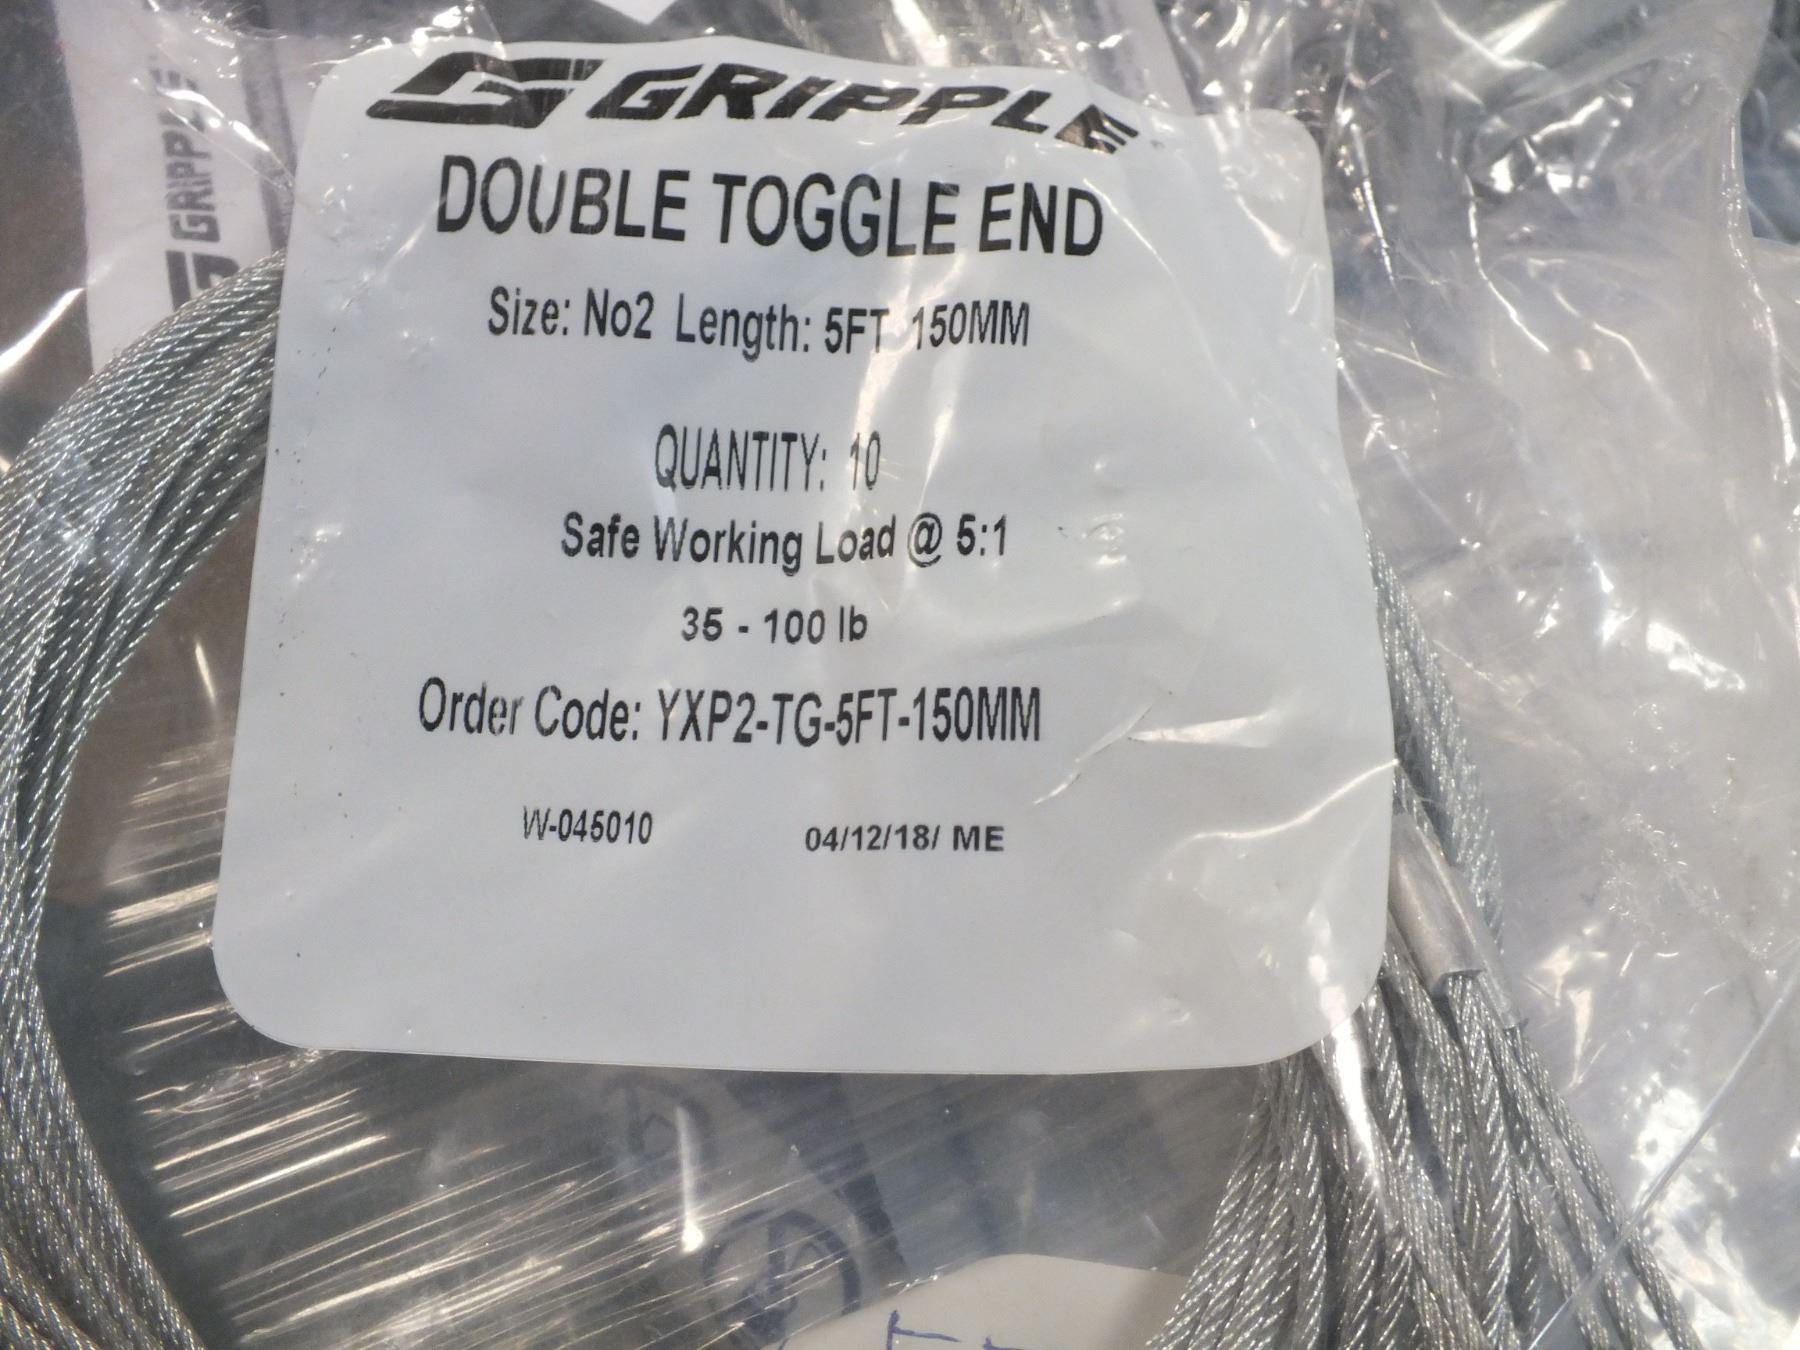 GRIPPLE
GRIPPLE
DOUBLE TOGGLE END
Size: No2 Length: 5FT 150MM
QUANTITY: 10
Safe Working Load @ 5:1
35 - 100 lb
Order Code: YXP2-TG-5FT-150MM
W-045010 04/12/18/ ME